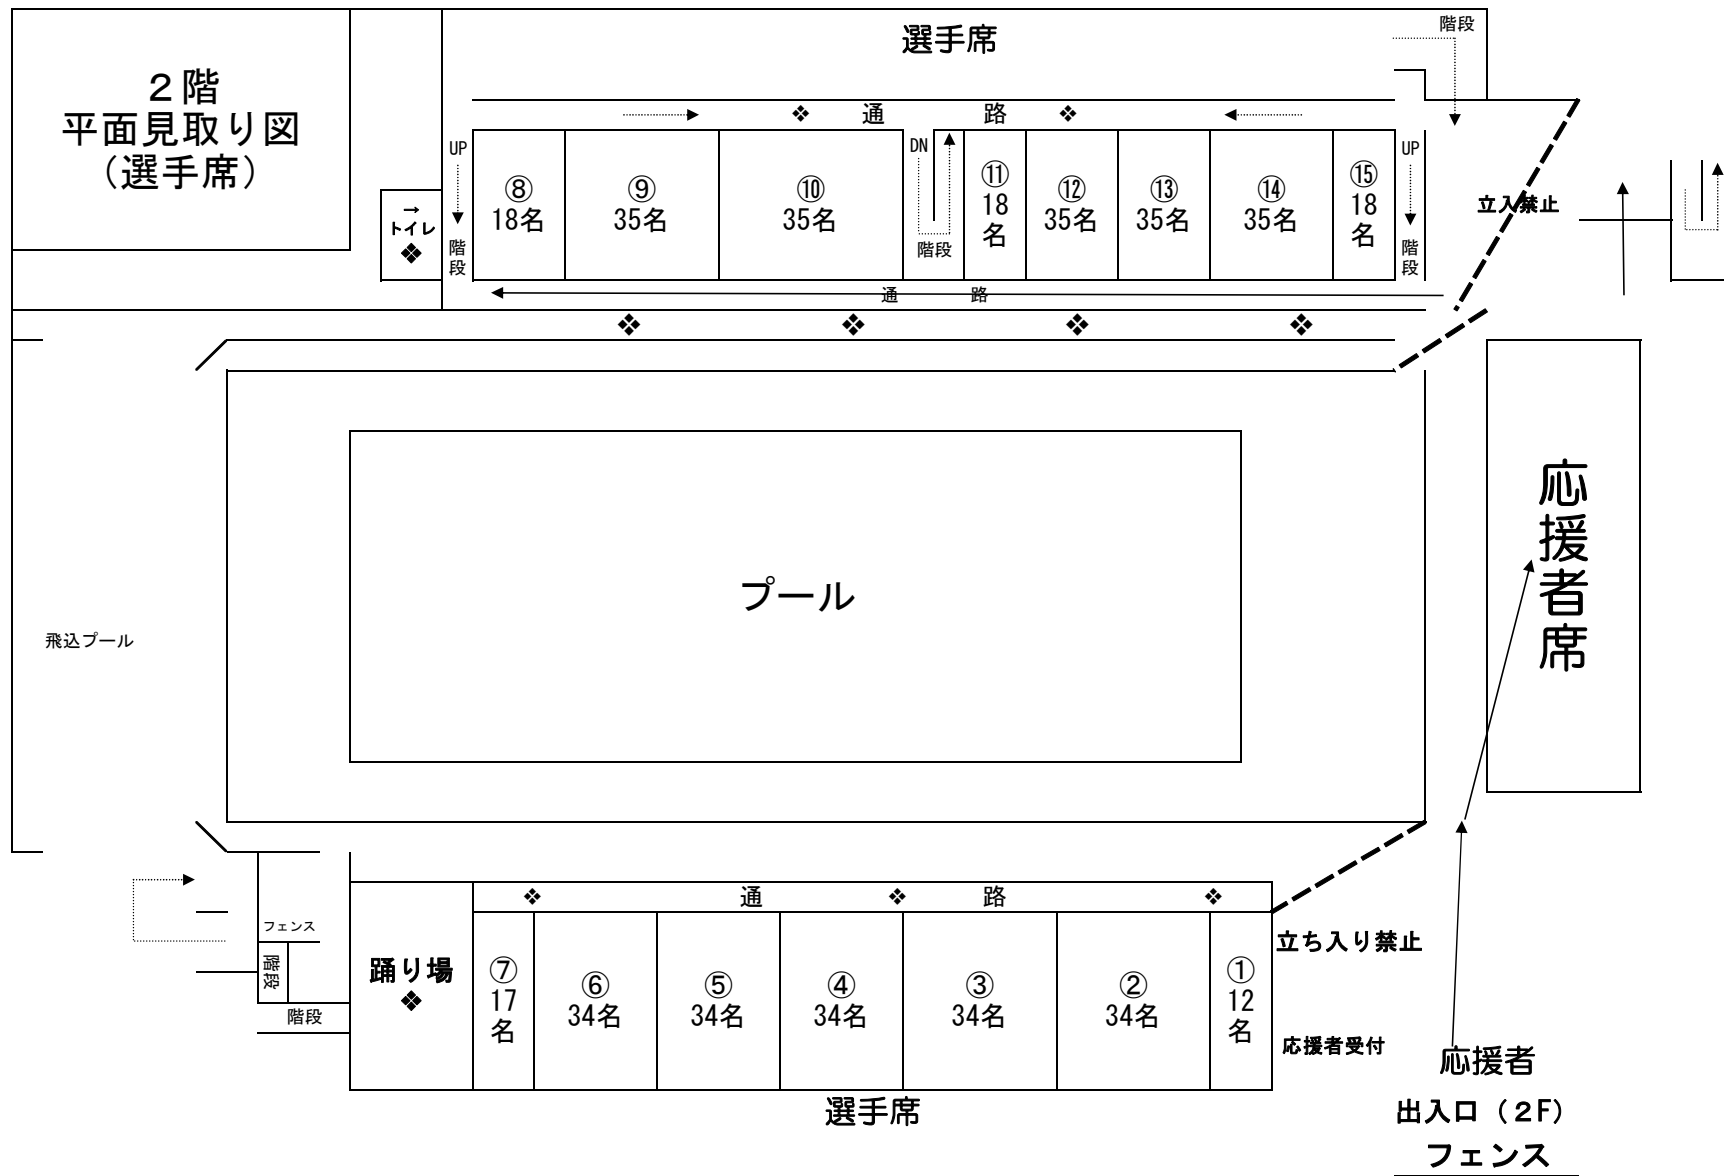 ２階
平面見取り図
（選手席）
選手席
階段
❖ 通 路 ❖
UP
階段
→
トイレ
❖
⑧
18名
⑨
35名
⑩
35名
DN
階段
⑪
18
名
⑫
35名
⑬
35名
⑭
35名
⑮
18
名
UP
階段
立入禁止
通 路
❖ ❖ ❖ ❖
プール
飛込プール
応援者席
❖ 通 ❖ 路 ❖
フェンス
階段
階段
踊り場
❖
⑦
17
名
⑥
34名
⑤
34名
④
34名
③
34名
②
34名
①
12
名
立ち入り禁止
応援者受付
選手席
応援者
出入口（２F）
フェンス